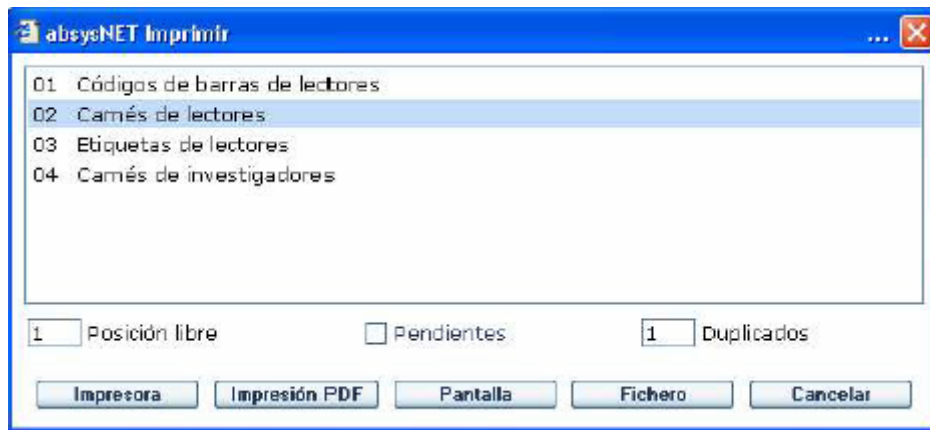 absysNET Imprimir ...
01 Códigos de barras de lectores
02 Carnés de lectores
03 Etiquetas de lectores
04 Carnés de investigadores
1 Posición libre Pendientes 1 Duplicados
Impresora Impresión PDF Pantalla Fichero Cancelar